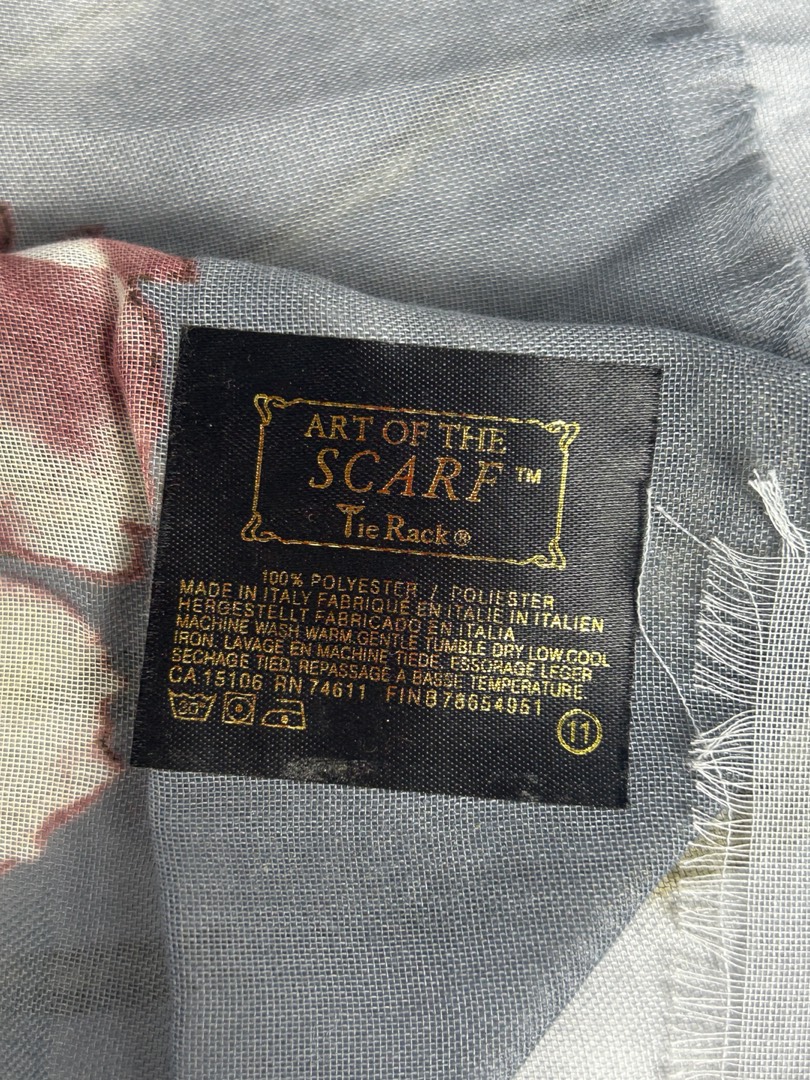 ART OF THE
SCARF™
Tie Rack®
100% POLYESTER / POLIESTER
MADE IN ITALY FABRIQUÉ EN ITALIE IN ITALIEN
HERGESTELLT FABRICADO EN ITALIA
MACHINE WASH WARM, GENTLE TUMBLE DRY LOW, COOL
IRON. LAVAGE EN MACHINE TIEDE, ESSORAGE LEGER
SECHAGE TIED, REPASSAGE A BASSE TEMPERATURE
CA 15106 RN 74611 FIN B78654951
11